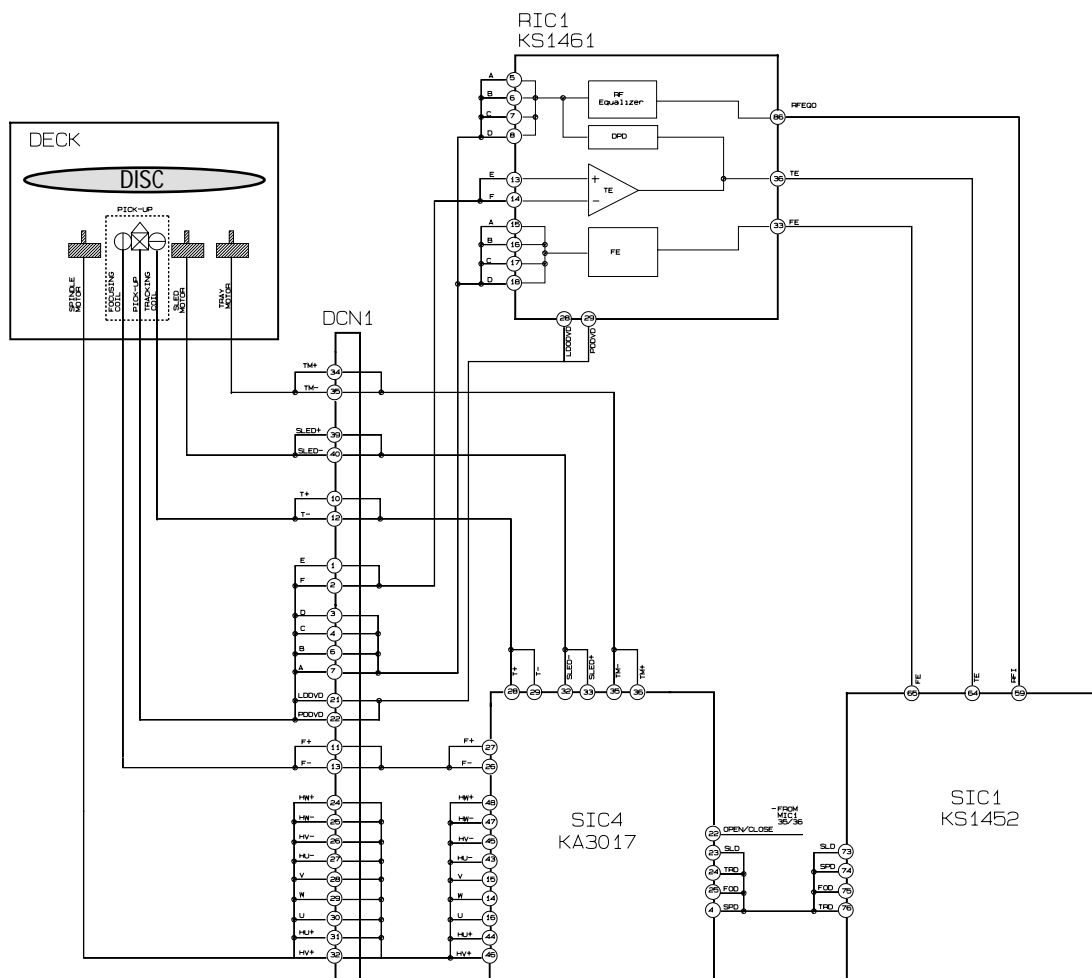 RIC1
KS1461
A
5
B
6
C
7
D
8
RF
Equalizer
DPD
86
RFEQO
E
13
F
14
+
TE
-
36
TE
A
15
B
16
C
17
D
18
FE
33
FE
28
29
LDODVD
PDDVD
DECK
DISC
PICK-UP
SPINDLE
MOTOR
FOCUSING
COIL
PICK-UP
TRACKING
COIL
SLED
MOTOR
TRAY
MOTOR
DCN1
TM+
34
TM-
35
SLED+
39
SLED-
40
T+
10
T-
12
E
1
F
2
D
3
C
4
B
6
A
7
LDDVD
21
PDDVD
22
F+
11
F-
13
HW+
24
HW-
25
HV-
26
HU-
27
V
28
W
29
U
30
HU+
31
HV+
32
T+
28
T-
29
SLED-
32
SLED+
33
TM-
35
TM+
36
F+
27
F-
26
HW+
48
HW-
47
HV-
45
HU-
43
V
15
W
14
U
16
HU+
44
HV+
46
SIC4
KA3017
-FROM
MIC1
35/36
22
OPEN/CLOSE
23
SLD
24
TRD
25
FOD
4
SPD
FE
65
TE
64
RFI
59
SIC1
KS1452
SLD
73
SPD
74
FOD
75
TRD
76